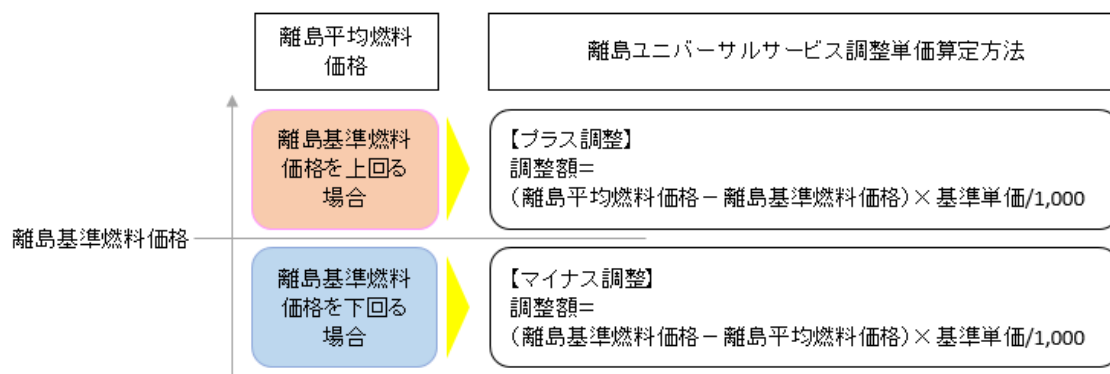 離島平均燃料
価格
離島ユニバーサルサービス調整単価算定方法
離島基準燃料
価格を上回る
場合
【プラス調整】
調整額=
(離島平均燃料価格-離島基準燃料価格)×基準単価/1,000
離島基準燃料価格
離島基準燃料
価格を下回る
場合
【マイナス調整】
調整額=
(離島基準燃料価格-離島平均燃料価格)×基準単価/1,000